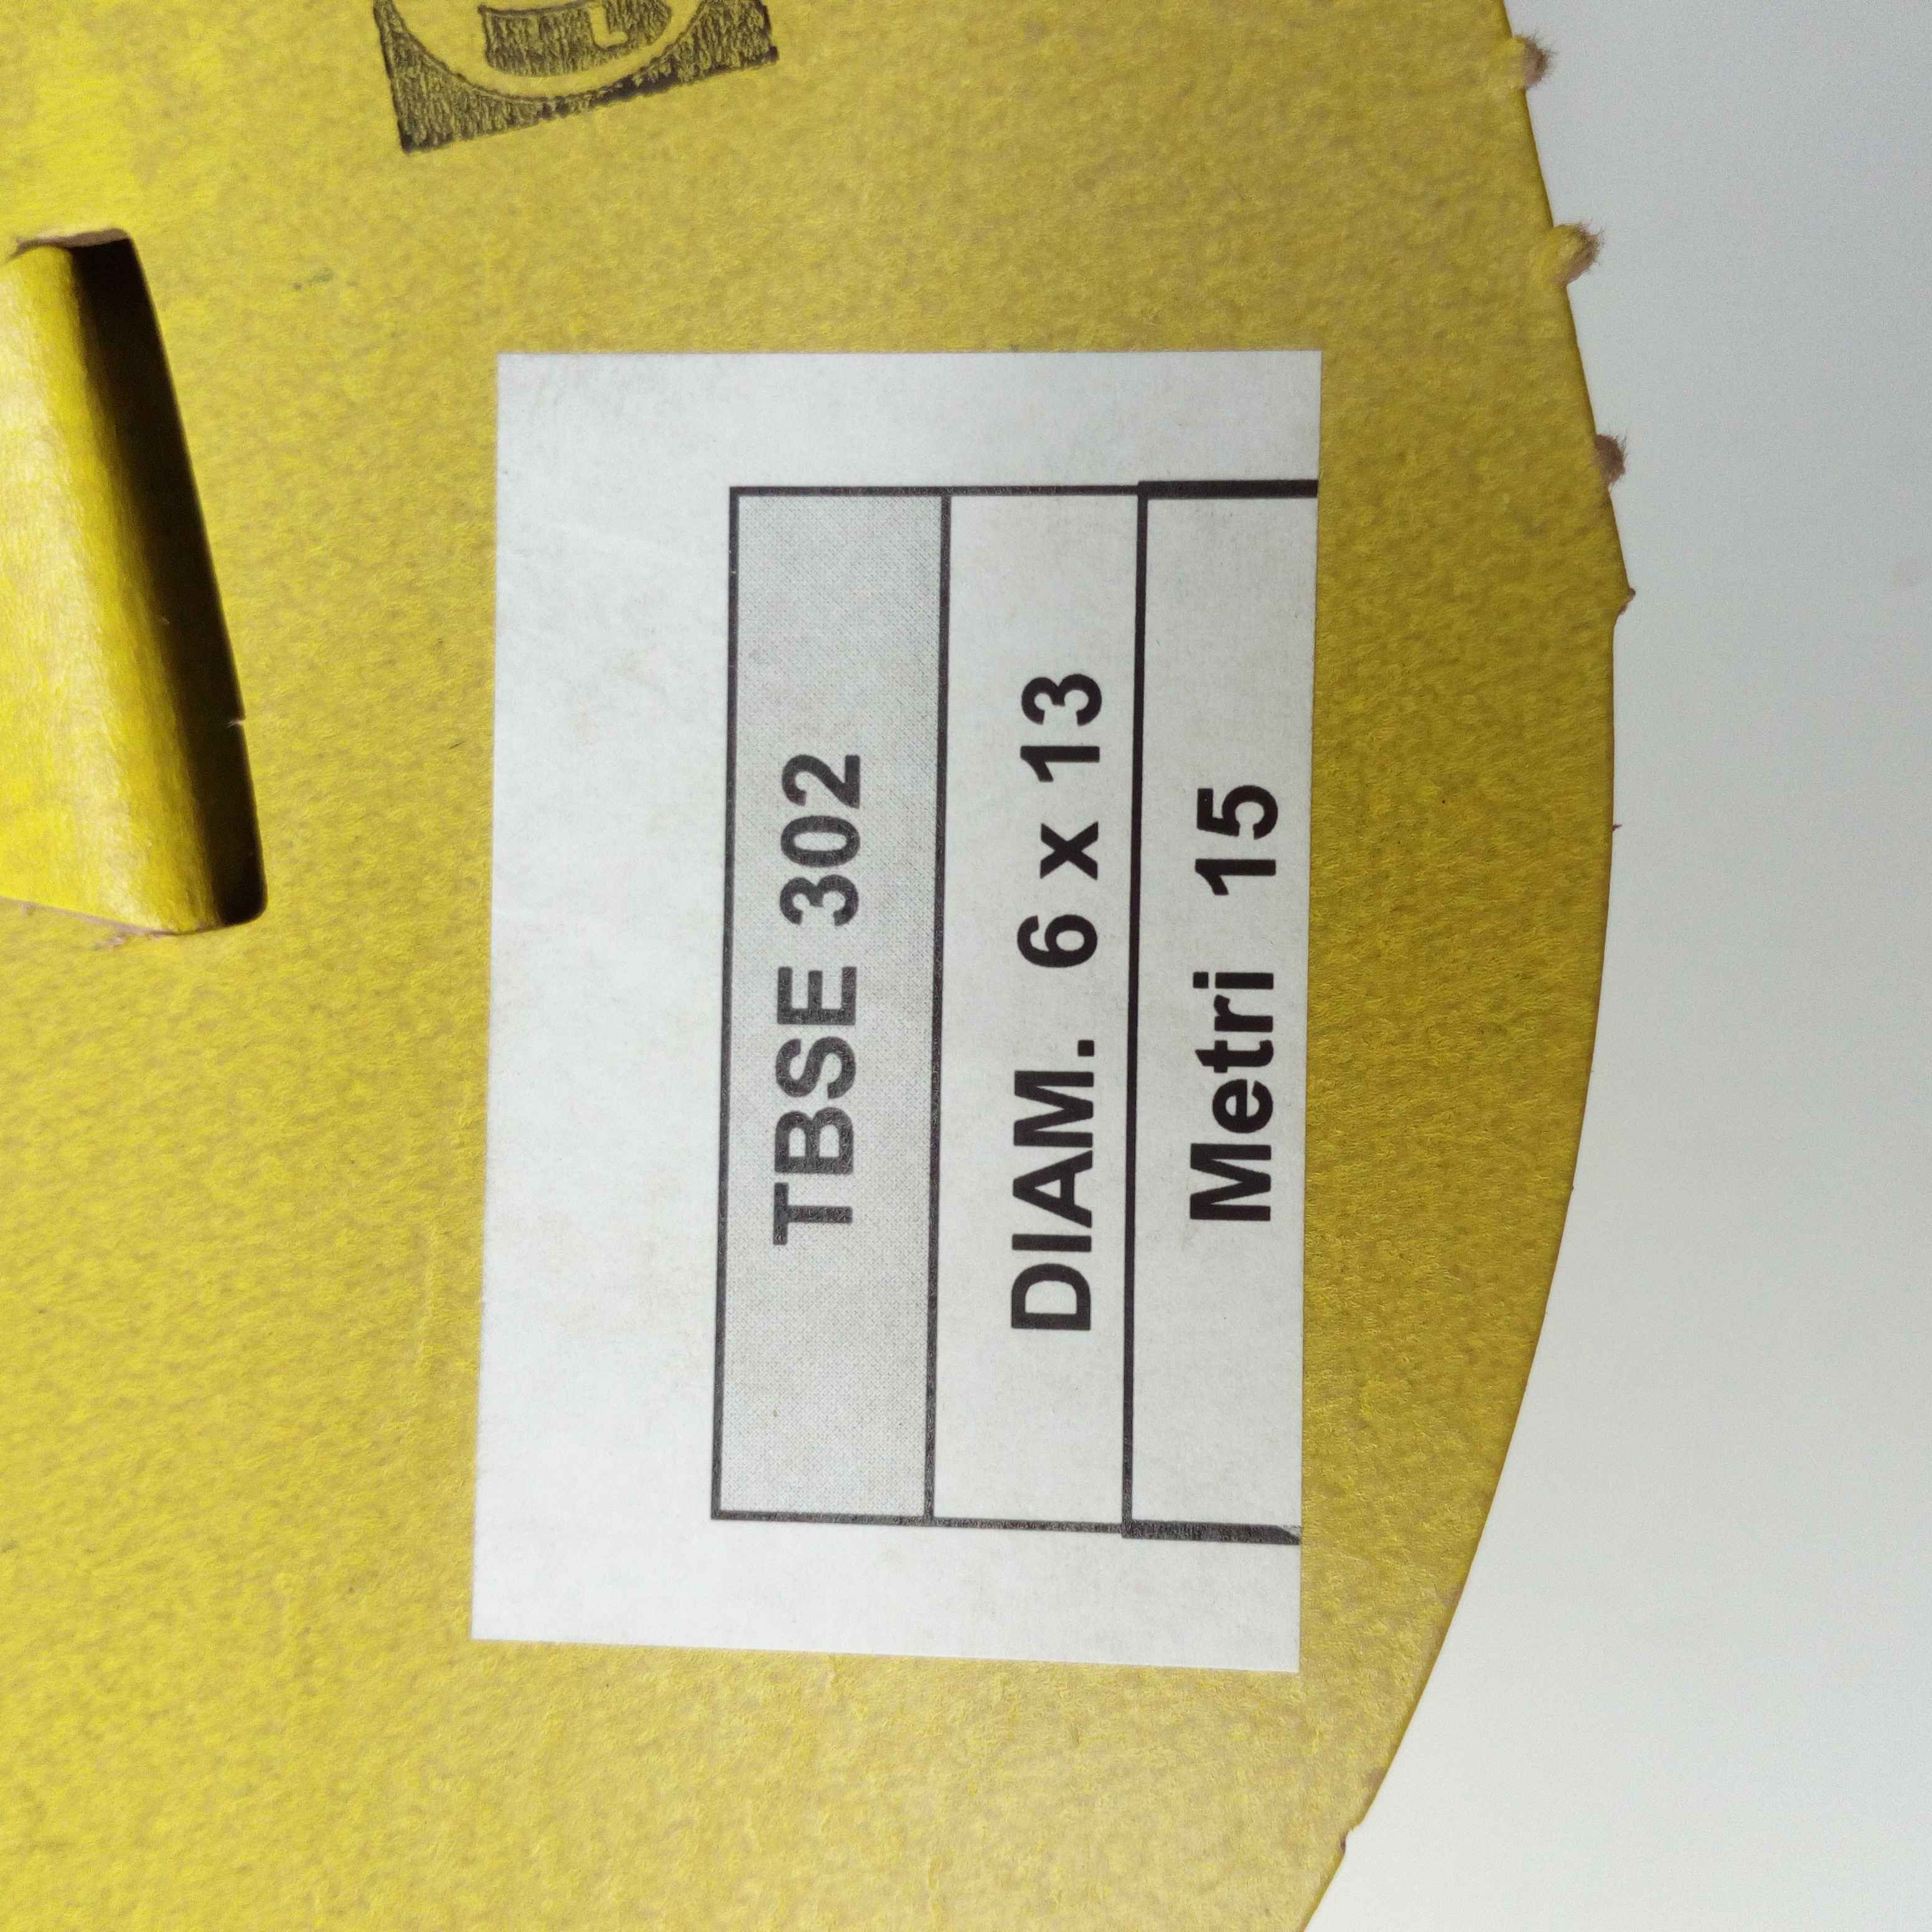 TBSE 302
DIAM. 6 x 13
Metri 15